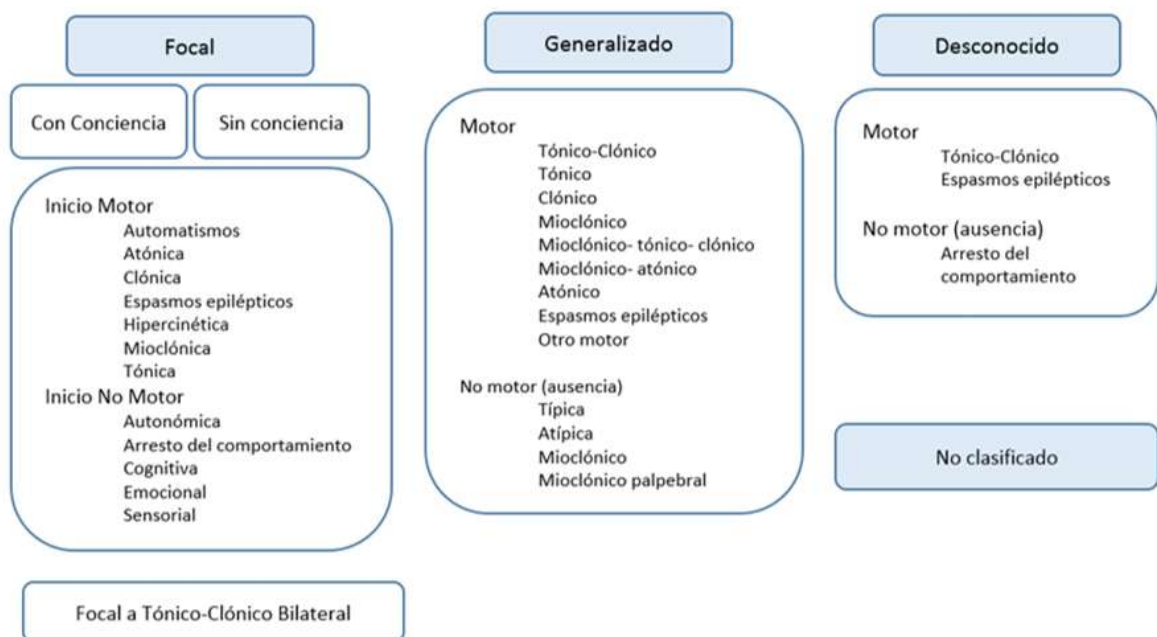 Focal
Con Conciencia
Sin conciencia
Inicio Motor
Automatismos
Atónica
Clónica
Espasmos epilépticos
Hipercinética
Mioclónica
Tónica
Inicio No Motor
Autonómica
Arresto del comportamiento
Cognitiva
Emocional
Sensorial
Focal a Tónico-Clónico Bilateral
Generalizado
Motor
Tónico-Clónico
Tónico
Clónico
Mioclónico
Mioclónico- tónico- clónico
Mioclónico- atónico
Atónico
Espasmos epilépticos
Otro motor
No motor (ausencia)
Típica
Atípica
Mioclónico
Mioclónico palpebral
Desconocido
Motor
Tónico-Clónico
Espasmos epilépticos
No motor (ausencia)
Arresto del
comportamiento
No clasificado